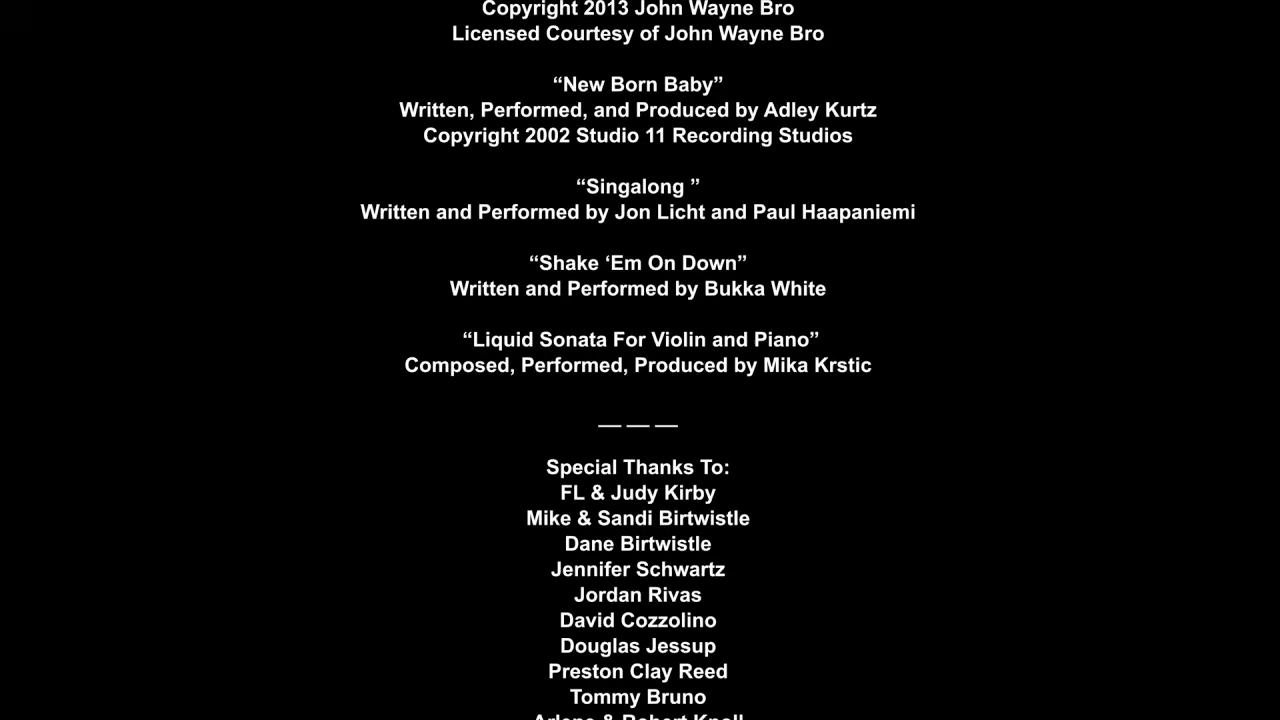 Copyright 2013 John Wayne Bro
Licensed Courtesy of John Wayne Bro
“New Born Baby”
Written, Performed, and Produced by Adley Kurtz
Copyright 2002 Studio 11 Recording Studios
“Singalong ”
Written and Performed by Jon Licht and Paul Haapaniemi
“Shake ‘Em On Down”
Written and Performed by Bukka White
“Liquid Sonata For Violin and Piano”
Composed, Performed, Produced by Mika Krstic
— — —
Special Thanks To:
FL & Judy Kirby
Mike & Sandi Birtwistle
Dane Birtwistle
Jennifer Schwartz
Jordan Rivas
David Cozzolino
Douglas Jessup
Preston Clay Reed
Tommy Bruno
Arlene & Robert Knoll